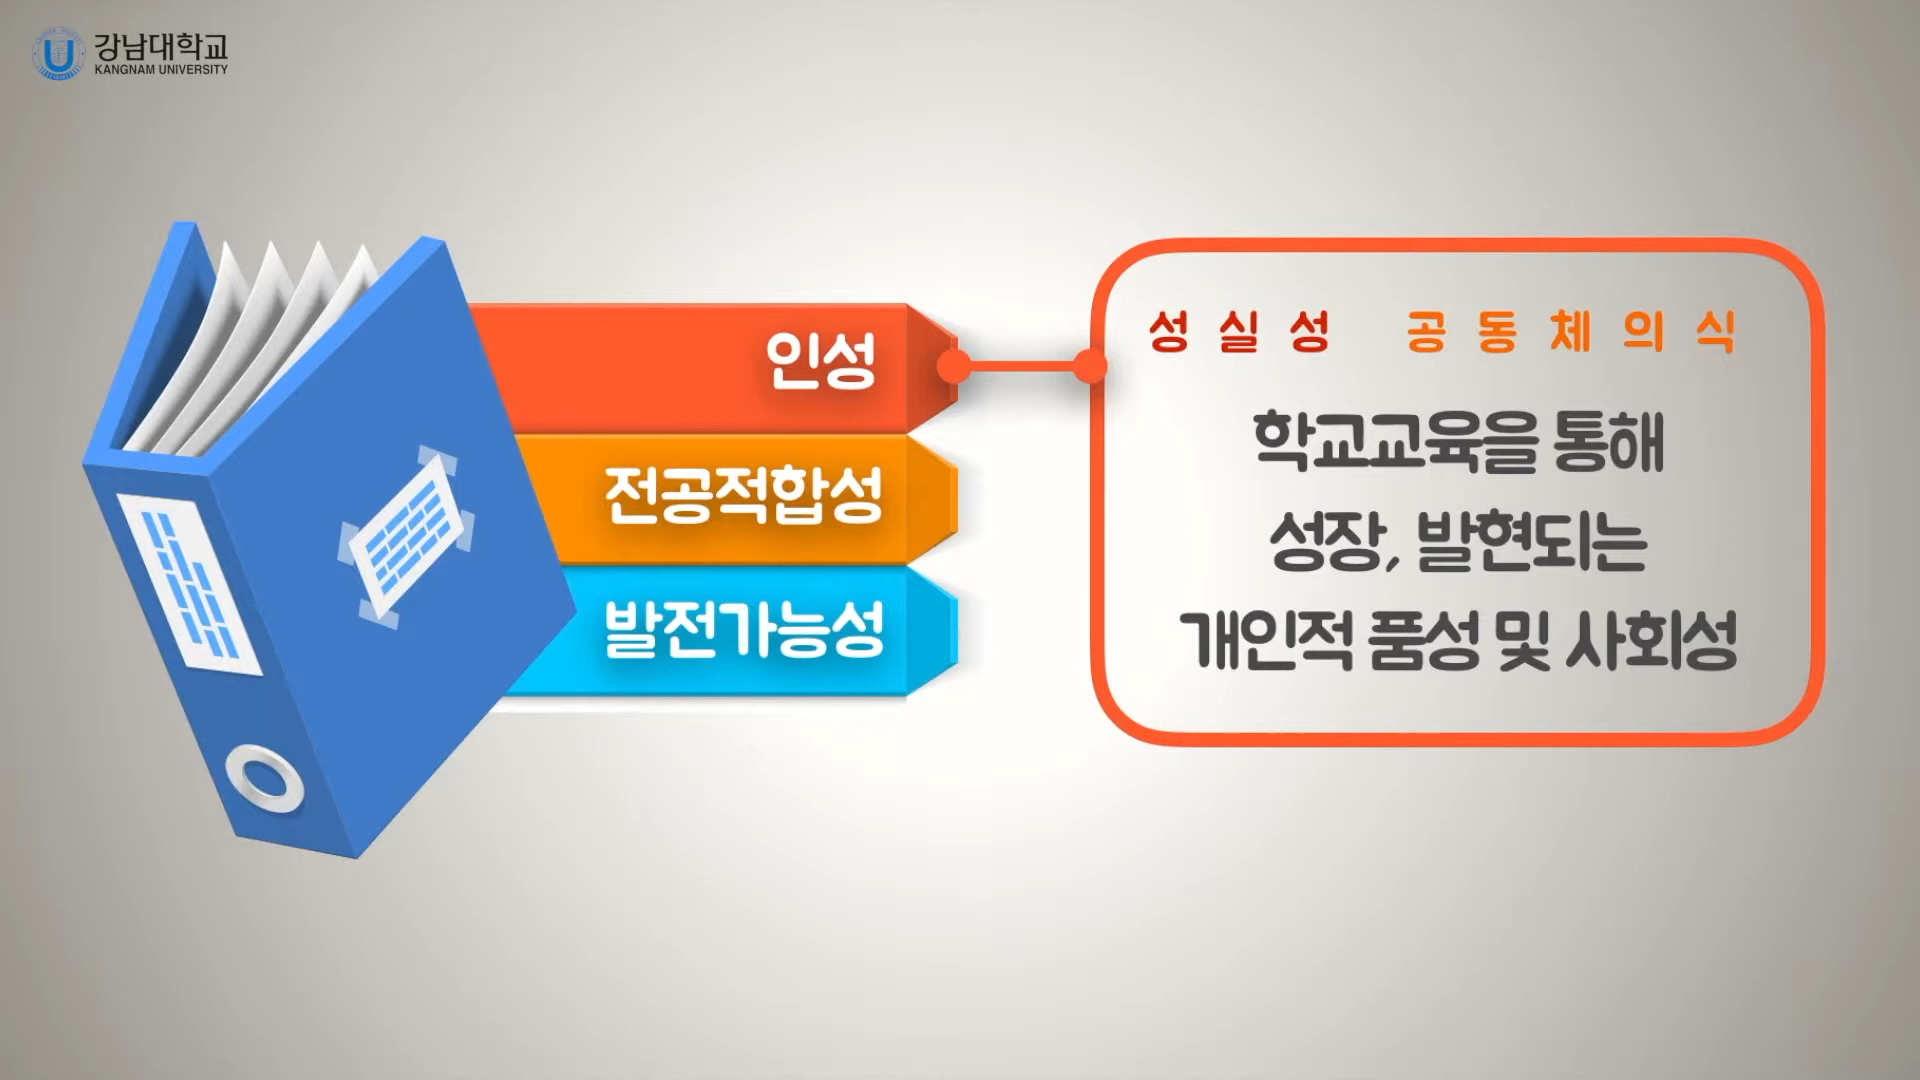 강남대학교
KANGNAM UNIVERSITY
인성
전공적합성
발전가능성
성실성 공동체의식
학교교육을 통해
성장, 발현되는
개인적 품성 및 사회성